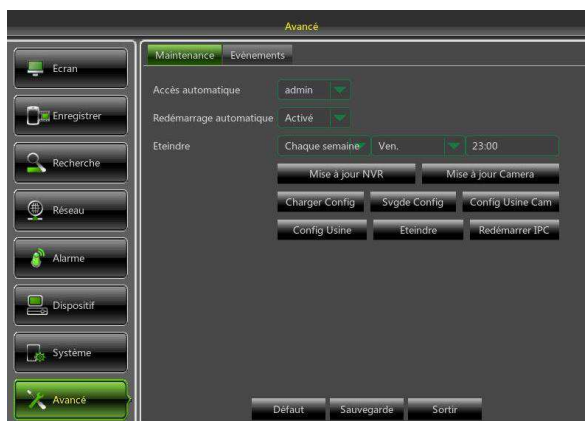 Avancé
Ecran
Enregistrer
Recherche
Réseau
Alarme
Dispositif
Système
Avancé
Maintenance Evénements
Accès automatique admin
Redémarrage automatique Activé
Eteindre Chaque semaine Ven. 23:00
Mise à jour NVR Mise à jour Camera
Charger Config Svgde Config Config Usine Cam
Config Usine Eteindre Redémarrer IPC
Défaut Sauvegarde Sortir